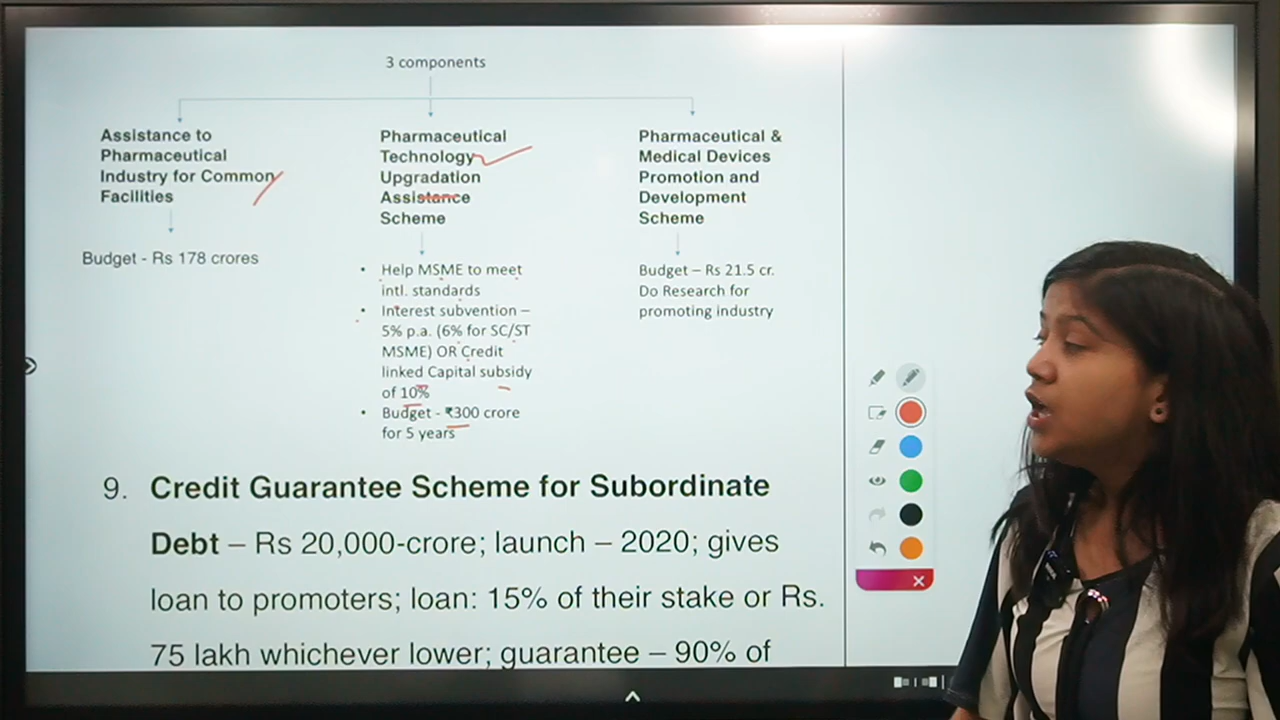 3 components
Assistance to
Pharmaceutical
Industry for Common
Facilities
Budget - Rs 178 crores
Pharmaceutical
Technology
Upgradation
Assistance
Scheme
• Help MSME to meet
intl. standards
• Interest subvention –
5% p.a. (6% for SC/ST
MSME) OR Credit
linked Capital subsidy
of 10%
• Budget - ₹300 crore
for 5 years
Pharmaceutical &
Medical Devices
Promotion and
Development
Scheme
Budget – Rs 21.5 cr.
Do Research for
promoting industry
9. Credit Guarantee Scheme for Subordinate
Debt – Rs 20,000-crore; launch – 2020; gives
loan to promoters; loan: 15% of their stake or Rs.
75 lakh whichever lower; guarantee – 90% of